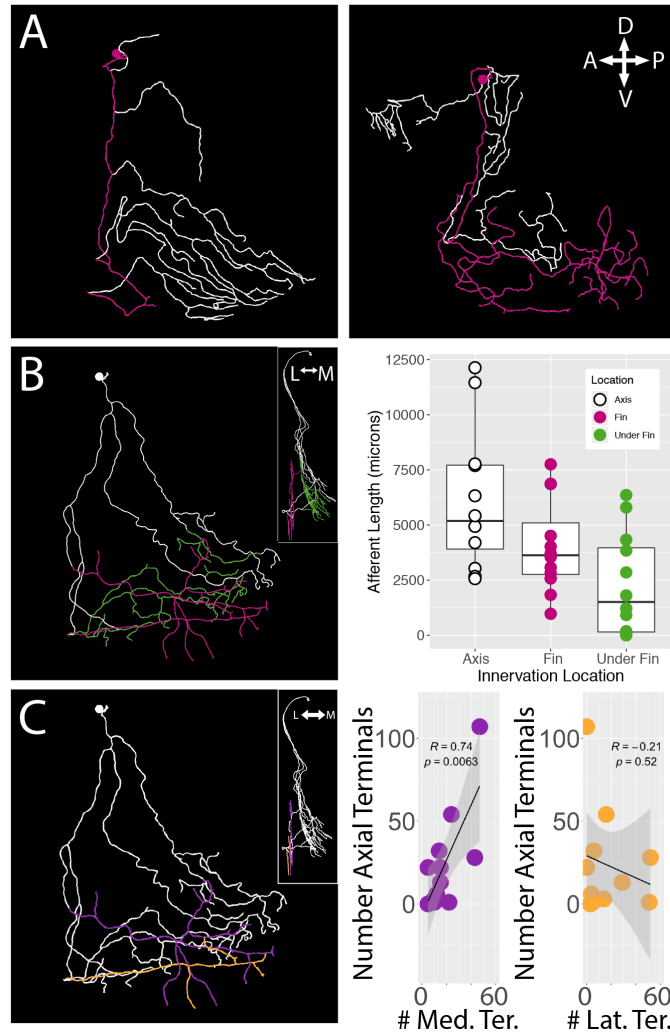 A
D
A P
V
B
L M
12500
10000
7500
5000
2500
0
Afferent Length (microns)
Location
Axis
Fin
Under Fin
Axis Fin Under Fin
Innervation Location
C
L M
Number Axial Terminals
100
50
0
R = 0.74
p = 0.0063
0 60
# Med. Ter.
Number Axial Terminals
100
50
0
R = −0.21
p = 0.52
0 60
# Lat. Ter.